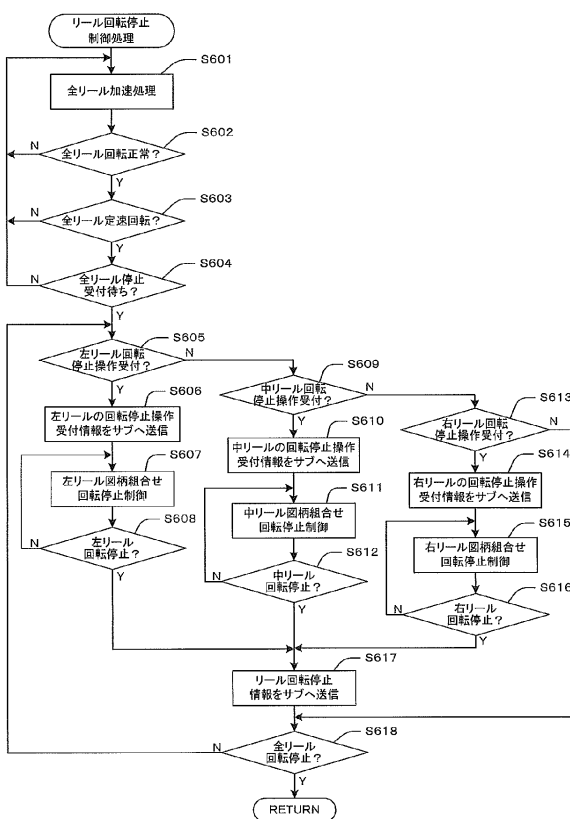 リール回転停止
制御処理
S601
全リール加速処理
S602
全リール回転正常？
N
Y
S603
全リール定速回転？
N
Y
S604
全リール停止
受付待ち？
N
Y
S605
左リール回転
停止操作受付？
N
Y
S606
左リールの回転停止操作
受付情報をサブへ送信
S607
左リール図柄組合せ
回転停止制御
S608
左リール
回転停止？
N
Y
S609
中リール回転
停止操作受付？
N
Y
S610
中リールの回転停止操作
受付情報をサブへ送信
S611
中リール図柄組合せ
回転停止制御
S612
中リール
回転停止？
N
Y
S613
右リール回転
停止操作受付？
N
Y
S614
右リールの回転停止操作
受付情報をサブへ送信
S615
右リール図柄組合せ
回転停止制御
S616
右リール
回転停止？
N
Y
S617
リール回転停止
情報をサブへ送信
S618
全リール
回転停止？
N
Y
RETURN